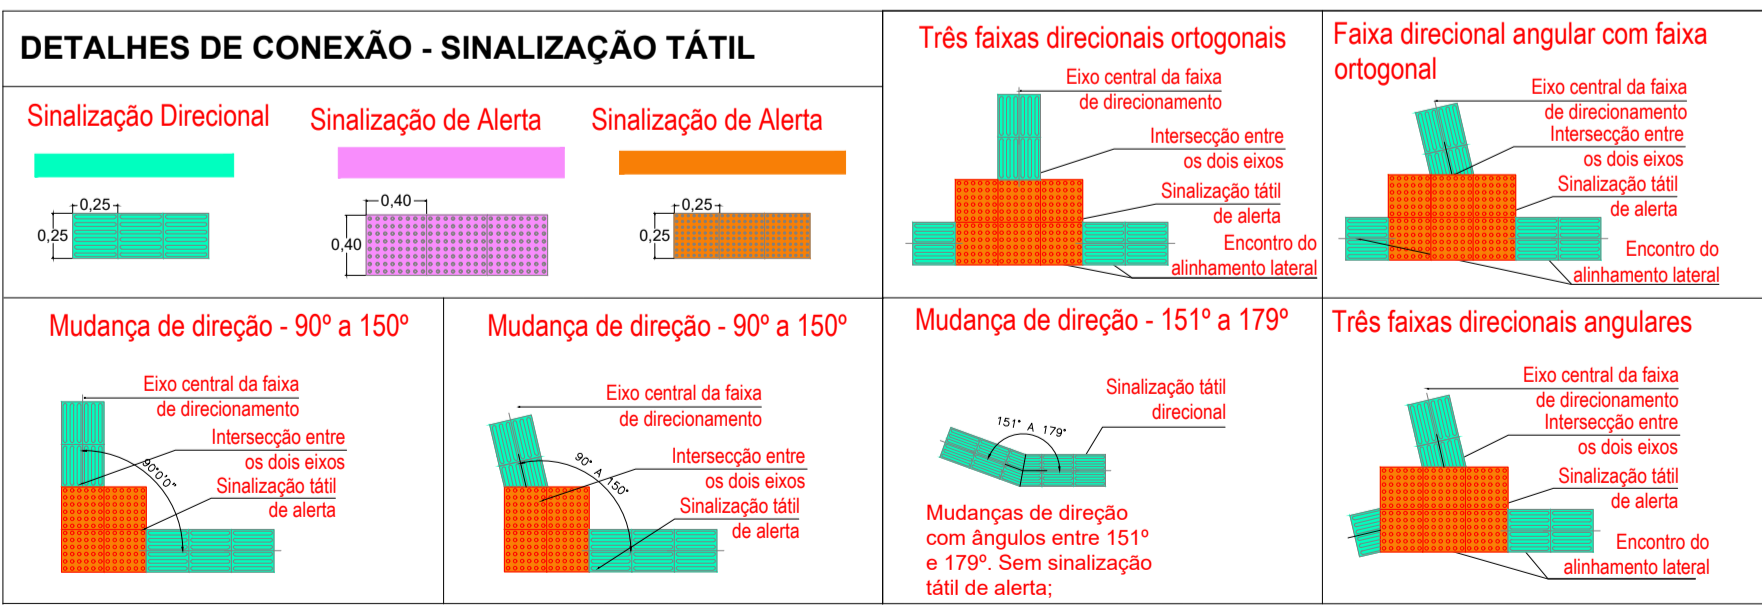 DETALHES DE CONEXÃO - SINALIZAÇÃO TÁTIL
Sinalização Direcional
0,25
0,25
Sinalização de Alerta
0,40
0,40
Sinalização de Alerta
0,25
0,25
Três faixas direcionais ortogonais
Eixo central da faixa
de direcionamento
Intersecção entre
os dois eixos
Sinalização tátil
de alerta
Encontro do
alinhamento lateral
Faixa direcional angular com faixa
ortogonal
Eixo central da faixa
de direcionamento
Intersecção entre
os dois eixos
Sinalização tátil
de alerta
Encontro do
alinhamento lateral
Mudança de direção - 90º a 150º
Eixo central da faixa
de direcionamento
Intersecção entre
os dois eixos
Sinalização tátil
de alerta
90°0'0"
Mudança de direção - 90º a 150º
Eixo central da faixa
de direcionamento
Intersecção entre
os dois eixos
Sinalização tátil
de alerta
90° A 150°
Mudança de direção - 151º a 179º
Sinalização tátil
direcional
151° A 179°
Mudanças de direção
com ângulos entre 151º
e 179º. Sem sinalização
tátil de alerta;
Três faixas direcionais angulares
Eixo central da faixa
de direcionamento
Intersecção entre
os dois eixos
Sinalização tátil
de alerta
Encontro do
alinhamento lateral